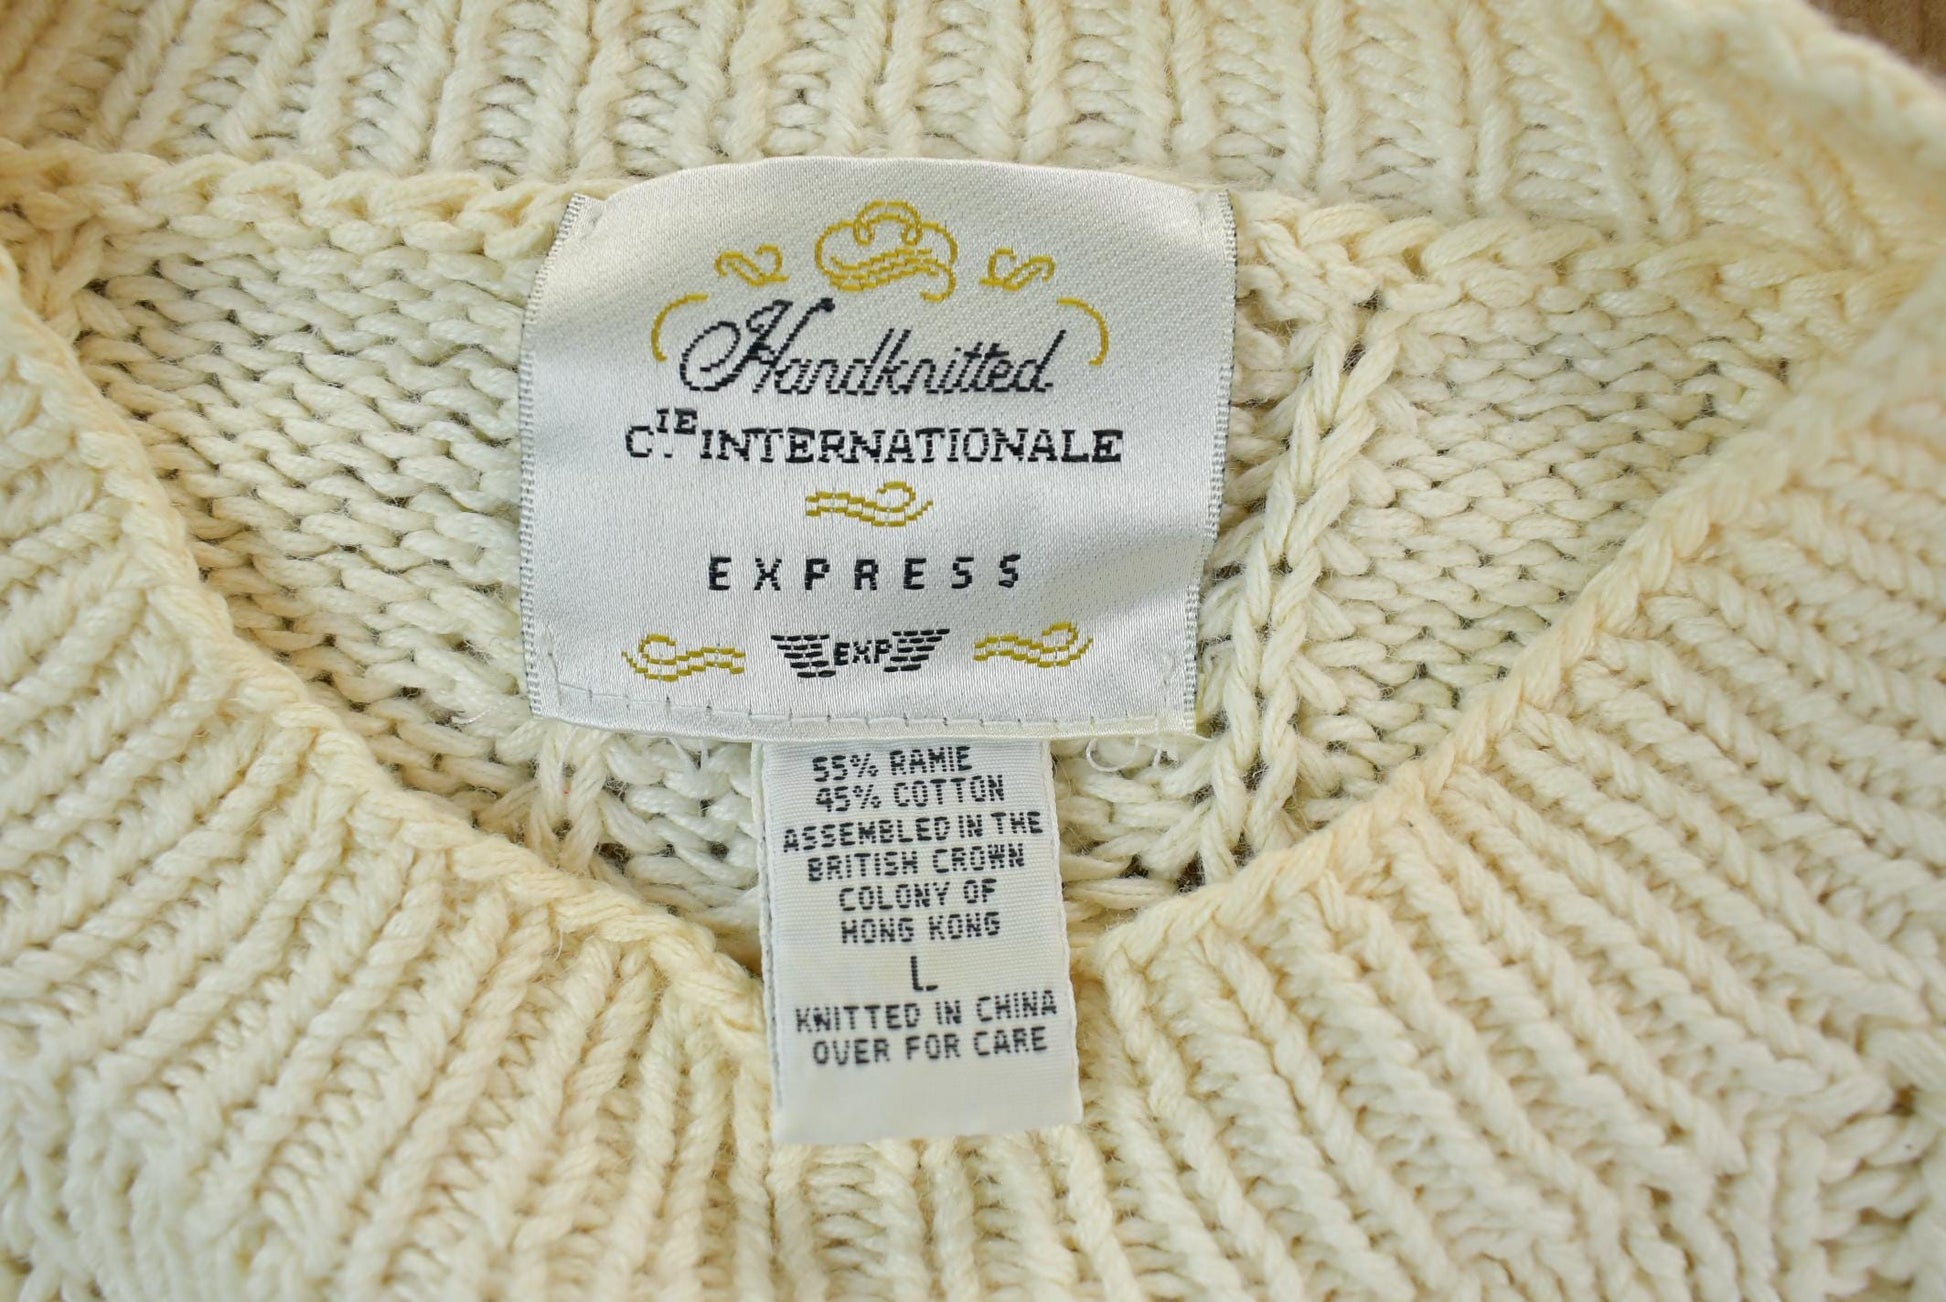 Handknitted
CIE. INTERNATIONALE
EXPRESS
EXP
55% RAMIE
45% COTTON
ASSEMBLED IN THE
BRITISH CROWN
COLONY OF
HONG KONG
L
KNITTED IN CHINA
OVER FOR CARE